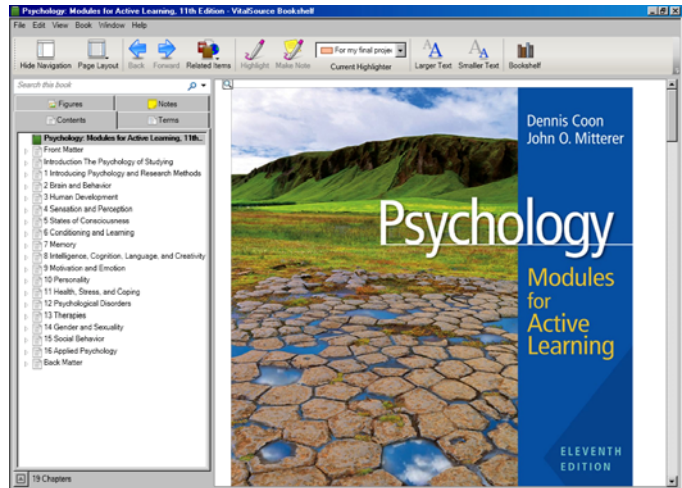 Psychology: Modules for Active Learning, 11th Edition - VitalSource Bookshelf
File Edit View Book Window Help
Hide Navigation Page Layout Back Forward Related Items Highlight Make Note
For my final projec
Current Highlighter
Larger Text Smaller Text Bookshelf
Search this book
Figures Notes
Contents Terms
Psychology: Modules for Active Learning, 11th...
Front Matter
Introduction The Psychology of Studying
1 Introducing Psychology and Research Methods
2 Brain and Behavior
3 Human Development
4 Sensation and Perception
5 States of Consciousness
6 Conditioning and Learning
7 Memory
8 Intelligence, Cognition, Language, and Creativity
9 Motivation and Emotion
10 Personality
11 Health, Stress, and Coping
12 Psychological Disorders
13 Therapies
14 Gender and Sexuality
15 Social Behavior
16 Applied Psychology
Back Matter
19 Chapters
Dennis Coon
John O. Mitterer
Psychology
Modules
for
Active
Learning
ELEVENTH
EDITION